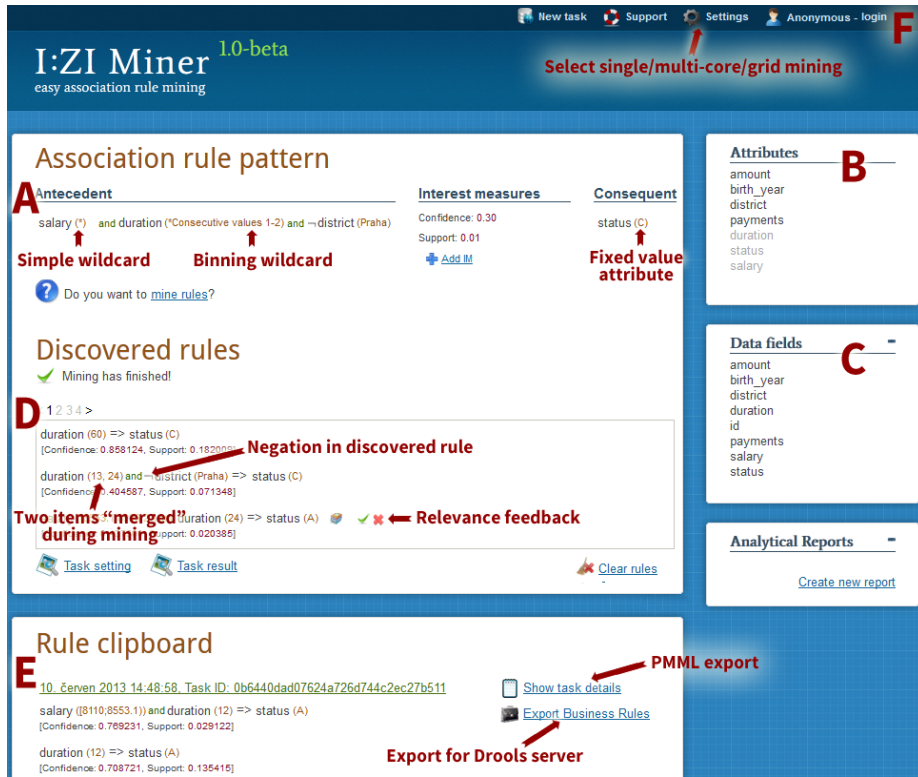 New task Support Settings Anonymous - login F
I:ZI Miner 1.0-beta
easy association rule mining
Select single/multi-core/grid mining
Association rule pattern
A
Antecedent Interest measures Consequent
salary (*) and duration (*Consecutive values 1-2) and ¬district (Praha) Confidence: 0.30 status (C)
Support: 0.01
Simple wildcard Binning wildcard Add IM Fixed value
attribute
Do you want to mine rules?
Discovered rules
Mining has finished!
D
1 2 3 4 >
duration (60) => status (C)
[Confidence: 0.858124, Support: 0.182009]
Negation in discovered rule
duration (13, 24) and ¬district (Praha) => status (C)
[Confidence: 0.404587, Support: 0.071348]
Two items “merged”
during mining
duration (24) => status (A) Relevance feedback
0.020385]
Task setting Task result Clear rules
Rule clipboard
E
10. červen 2013 14:48:58, Task ID: 0b6440dad07624a726d744c2ec27b511
PMML export
Show task details
salary ([8110;8553.1)) and duration (12) => status (A)
[Confidence: 0.769231, Support: 0.029122]
Export Business Rules
duration (12) => status (A)
[Confidence: 0.708721, Support: 0.135415]
Export for Drools server
Attributes
B
amount
birth_year
district
payments
duration
status
salary
Data fields -
C
amount
birth_year
district
duration
id
payments
salary
status
Analytical Reports -
Create new report